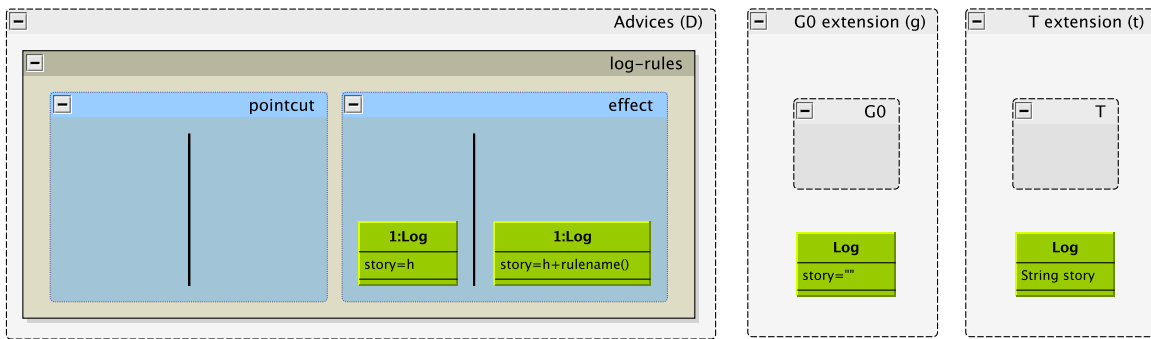 Advices (D)
log-rules
pointcut
effect
1:Log
story=h
1:Log
story=h+rulename()
G0 extension (g)
G0
Log
story=""
T extension (t)
T
Log
String story